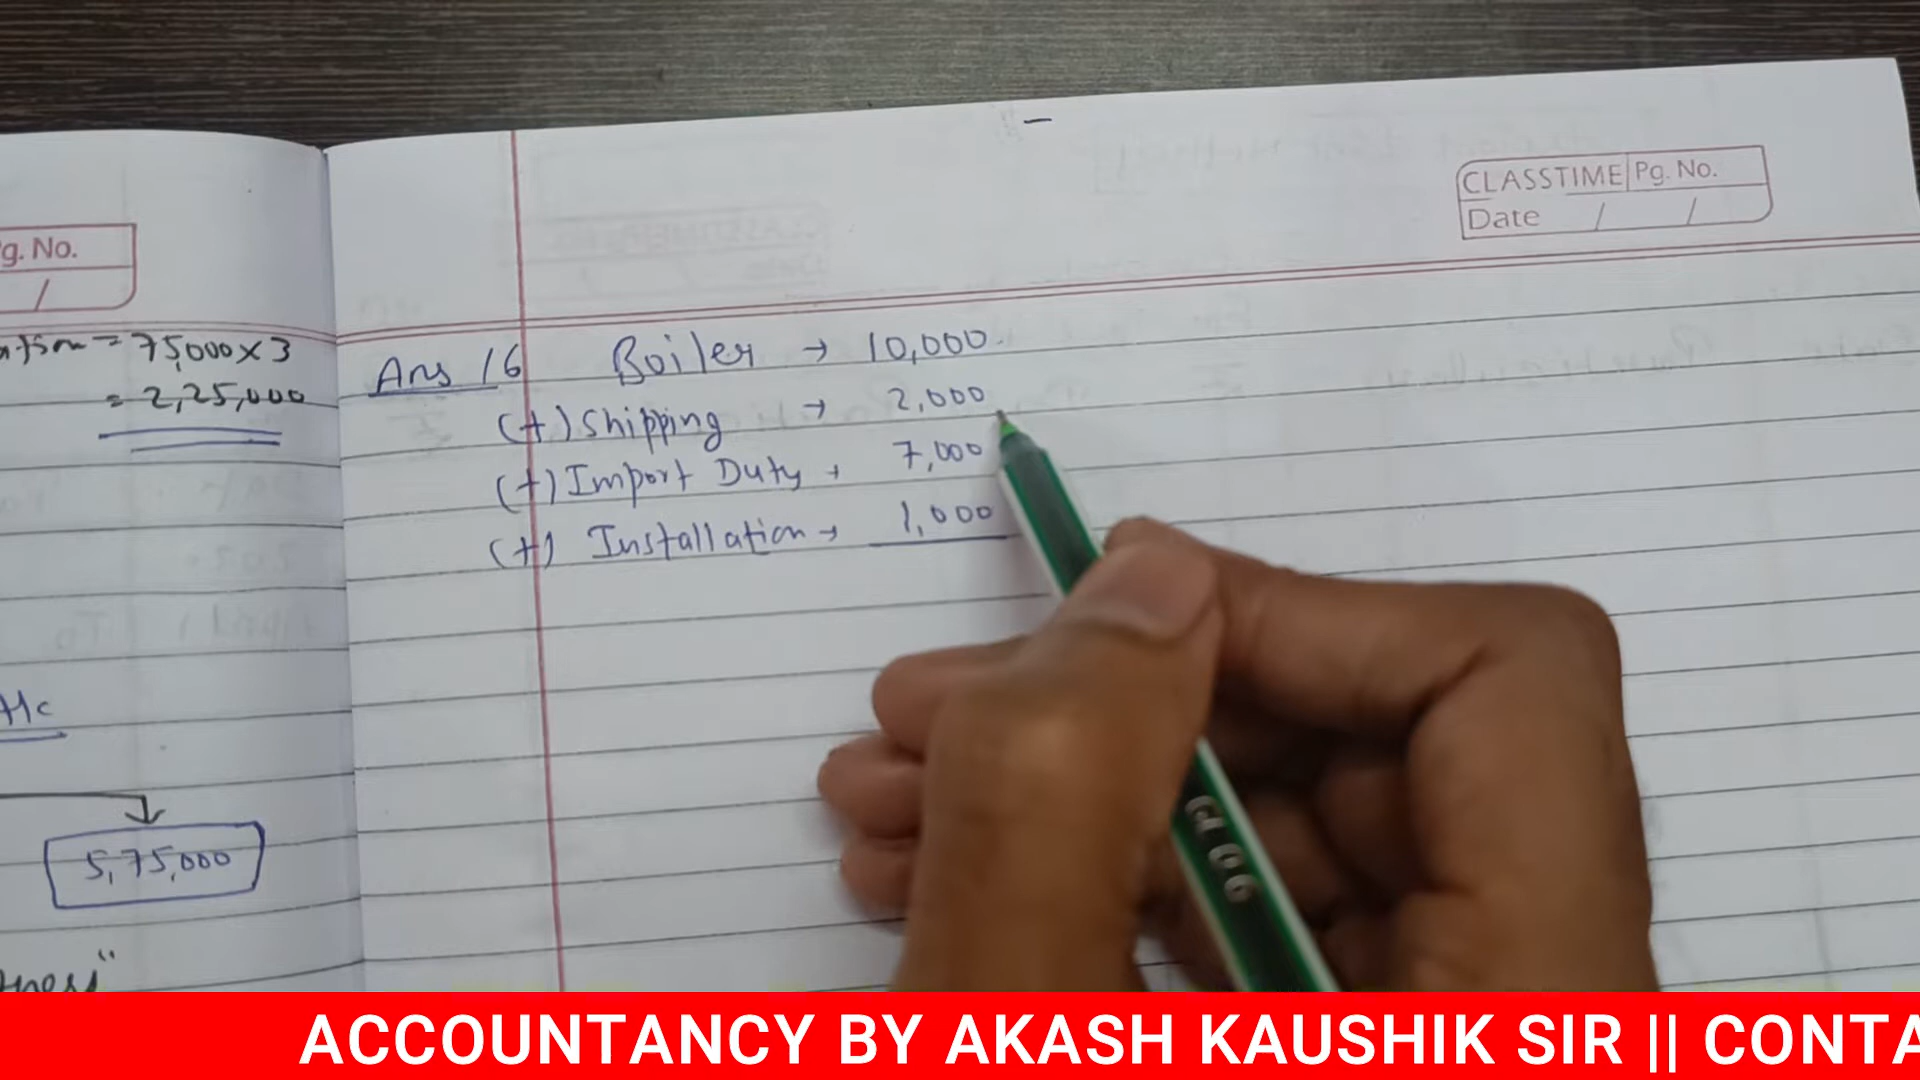 g. No.
/
= 75,000 x 3
= 2,25,000
5,75,000
CLASSTIME Pg. No.
Date / /
Ans 16 Boiler → 10,000
(+) Shipping → 2,000
(+) Import Duty → 7,000
(+) Installation → 1,000
ACCOUNTANCY BY AKASH KAUSHIK SIR || CONTA